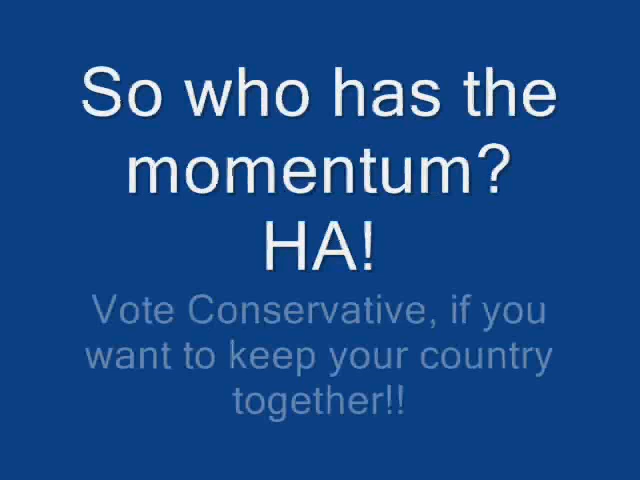 So who has the
momentum?
HA!
Vote Conservative, if you
want to keep your country
together!!